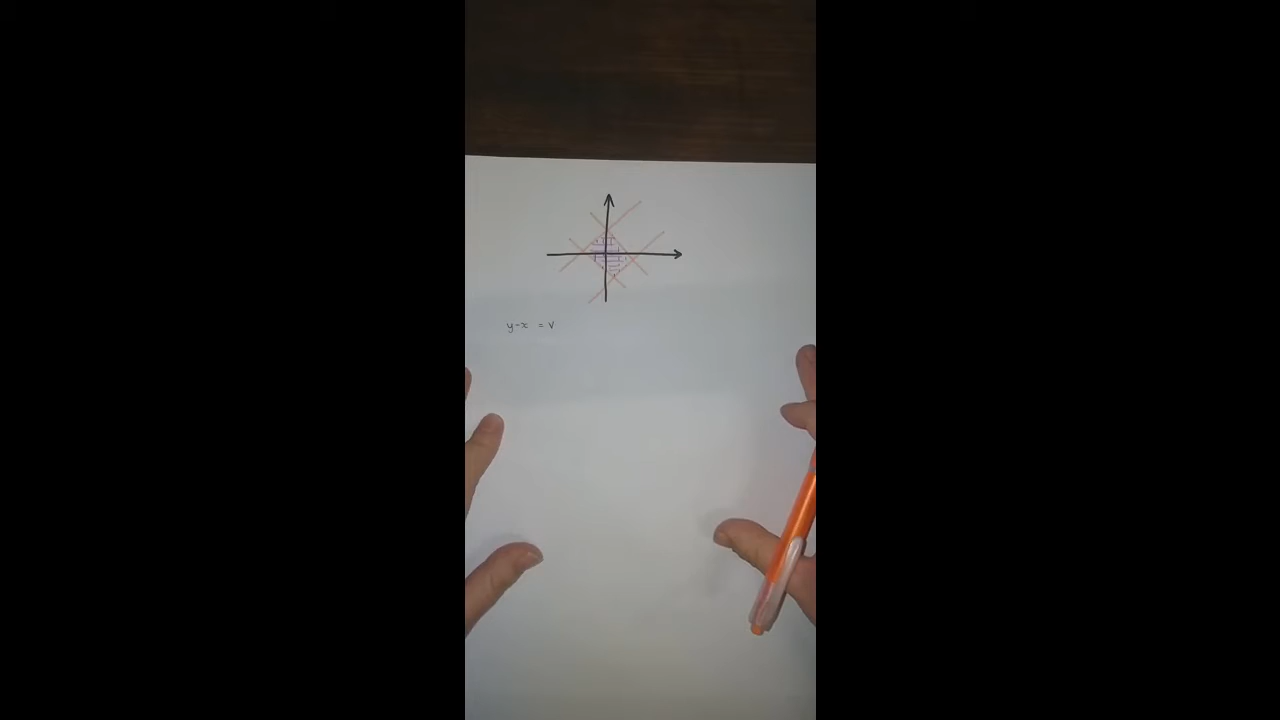 y-x = v